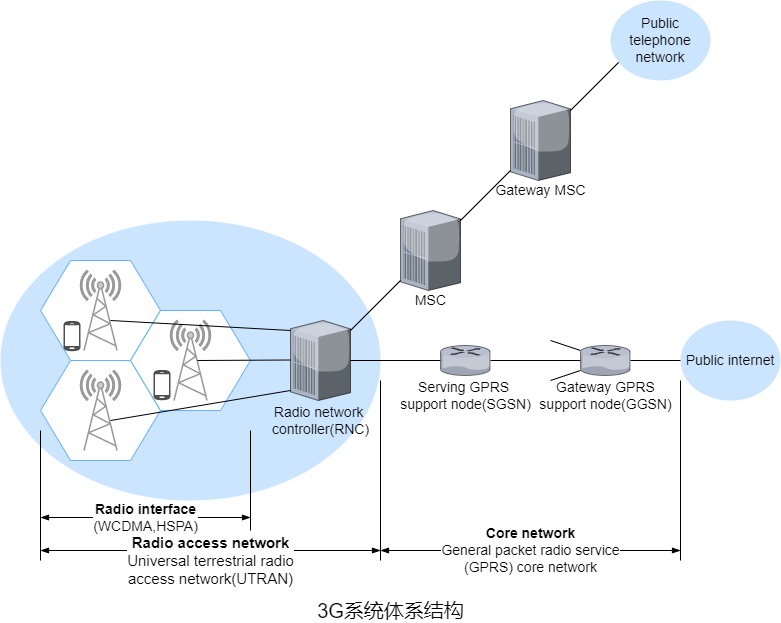 Public
telephone
network
Gateway MSC
MSC
Radio network
controller(RNC)
Serving GPRS
support node(SGSN)
Gateway GPRS
support node(GGSN)
Public internet
Radio interface
(WCDMA,HSPA)
Radio access network
Universal terrestrial radio
access network(UTRAN)
Core network
General packet radio service
(GPRS) core network
3G系统体系结构